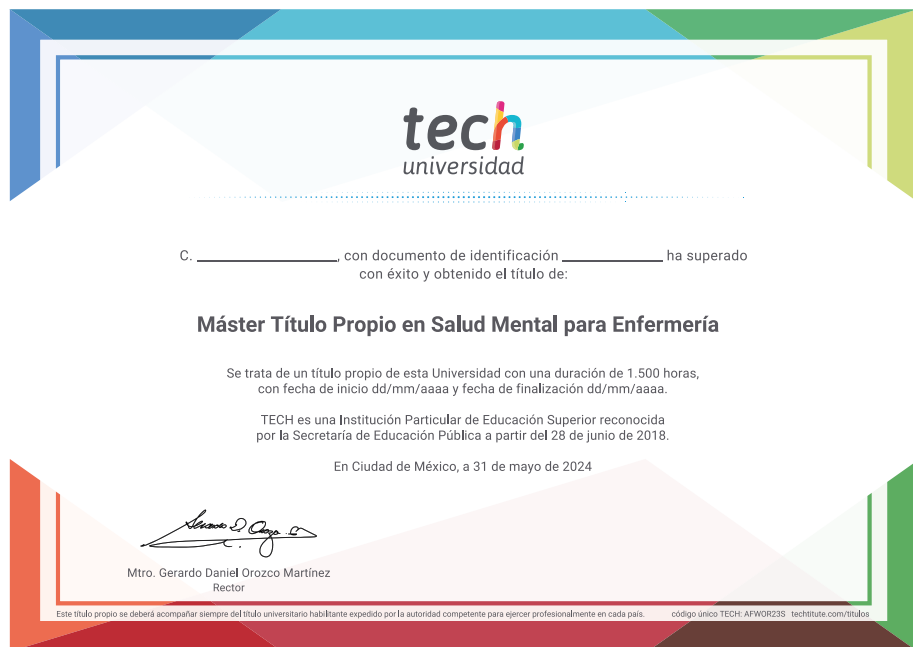 tech
universidad
C. ____________________, con documento de identificación ______________ ha superado
con éxito y obtenido el título de:
Máster Título Propio en Salud Mental para Enfermería
Se trata de un título propio de esta Universidad con una duración de 1.500 horas,
con fecha de inicio dd/mm/aaaa y fecha de finalización dd/mm/aaaa.
TECH es una Institución Particular de Educación Superior reconocida
por la Secretaría de Educación Pública a partir del 28 de junio de 2018.
En Ciudad de México, a 31 de mayo de 2024
Mtro. Gerardo Daniel Orozco Martínez
Rector
Este título propio se deberá acompañar siempre del título universitario habilitante expedido por la autoridad competente para ejercer profesionalmente en cada país. código único TECH: AFWOR23S techtitute.com/titulos